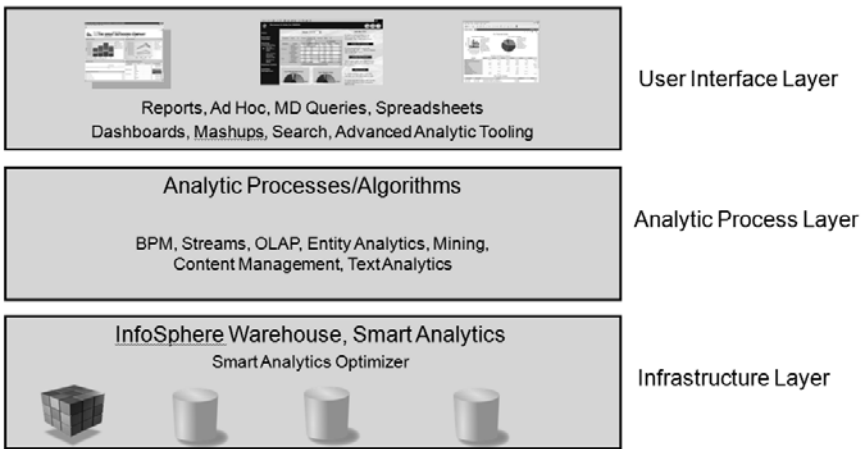 Reports, Ad Hoc, MD Queries, Spreadsheets
Dashboards, Mashups, Search, Advanced Analytic Tooling
User Interface Layer
Analytic Processes/Algorithms
BPM, Streams, OLAP, Entity Analytics, Mining,
Content Management, Text Analytics
Analytic Process Layer
InfoSphere Warehouse, Smart Analytics
Smart Analytics Optimizer
Infrastructure Layer